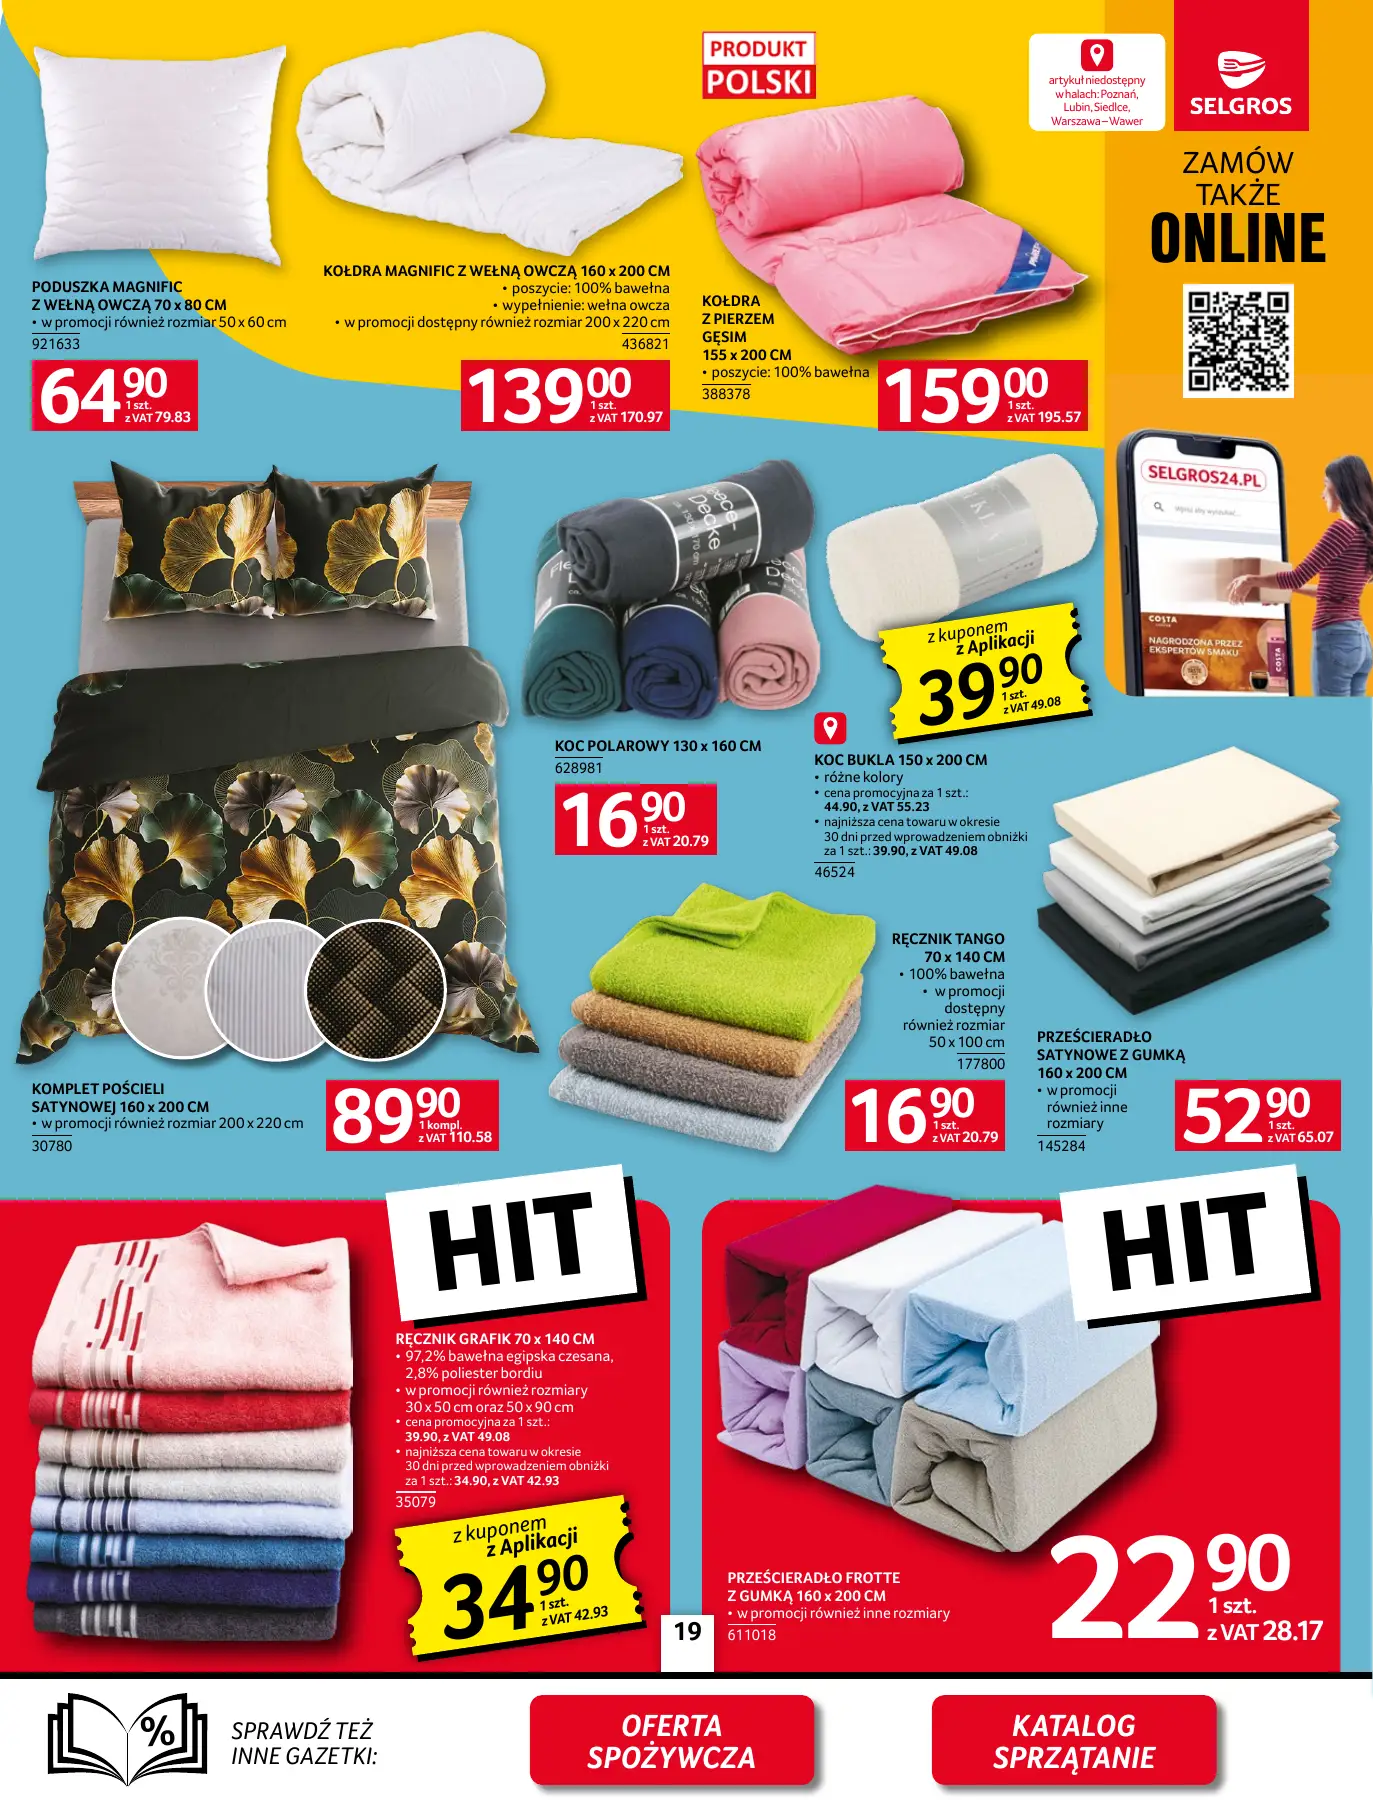 PRODUKT
POLSKI
artykuł niedostępny
w halach: Poznań,
Lubin, Siedlce,
Warszawa – Wawer
SELGROS
ZAMÓW
TAKŻE
ONLINE
PODUSZKA MAGNIFIC
Z WEŁNĄ OWCZĄ 70 x 80 CM
• w promocji również rozmiar 50 x 60 cm
921633
64 90
1 szt.
z VAT 79.83
KOŁDRA MAGNIFIC Z WEŁNĄ OWCZĄ 160 x 200 CM
• poszycie: 100% bawełna
• wypełnienie: wełna owcza
• w promocji dostępny również rozmiar 200 x 220 cm
436821
139 00
1 szt.
z VAT 170.97
KOŁDRA
Z PIERZEM
GĘSIM
155 x 200 CM
• poszycie: 100% bawełna
388378
159 00
1 szt.
z VAT 195.57
SELGROS24.PL
Wpisz aby wyszukać...
COSTA
NAGRODZONA PRZEZ
EKSPERTÓW SMAKU
COSTA
Fleece-
Decke
130 x 170 cm
KOC POLAROWY 130 x 160 CM
628981
16 90
1 szt.
z VAT 20.79
z kuponem
z Aplikacji
39 90
1 szt.
z VAT 49.08
KOC BUKLA 150 x 200 CM
• różne kolory
• cena promocyjna za 1 szt.:
44.90, z VAT 55.23
• najniższa cena towaru w okresie
30 dni przed wprowadzeniem obniżki
za 1 szt.: 39.90, z VAT 49.08
46524
KOMPLET POŚCIELI
SATYNOWEJ 160 x 200 CM
• w promocji również rozmiar 200 x 220 cm
30780
89 90
1 kompl.
z VAT 110.58
RĘCZNIK TANGO
70 x 140 CM
• 100% bawełna
• w promocji
dostępny
również rozmiar
50 x 100 cm
177800
16 90
1 szt.
z VAT 20.79
PRZEŚCIERADŁO
SATYNOWE Z GUMKĄ
160 x 200 CM
• w promocji
również inne
rozmiary
145284
52 90
1 szt.
z VAT 65.07
HIT
RĘCZNIK GRAFIK 70 x 140 CM
• 97,2% bawełna egipska czesana,
2,8% poliester bordiu
• w promocji również rozmiary
30 x 50 cm oraz 50 x 90 cm
• cena promocyjna za 1 szt.:
39.90, z VAT 49.08
• najniższa cena towaru w okresie
30 dni przed wprowadzeniem obniżki
za 1 szt.: 34.90, z VAT 42.93
35079
z kuponem
z Aplikacji
34 90
1 szt.
z VAT 42.93
HIT
PRZEŚCIERADŁO FROTTE
Z GUMKĄ 160 x 200 CM
• w promocji również inne rozmiary
611018
22 90
1 szt.
z VAT 28.17
19
%
SPRAWDŹ TEŻ
INNE GAZETKI:
OFERTA
SPOŻYWCZA
KATALOG
SPRZĄTANIE